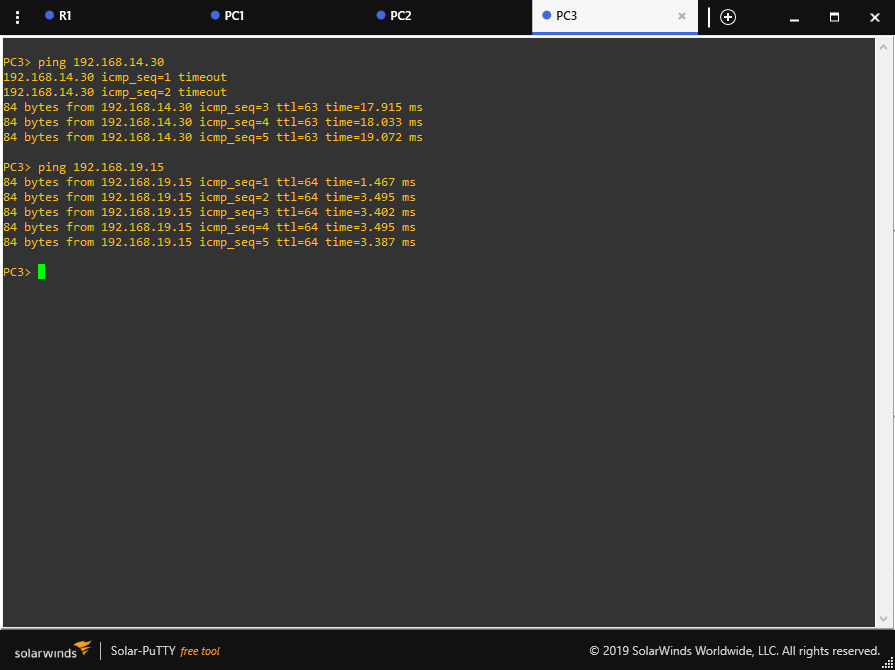 R1 PC1 PC2 PC3
PC3> ping 192.168.14.30
192.168.14.30 icmp_seq=1 timeout
192.168.14.30 icmp_seq=2 timeout
84 bytes from 192.168.14.30 icmp_seq=3 ttl=63 time=17.915 ms
84 bytes from 192.168.14.30 icmp_seq=4 ttl=63 time=18.033 ms
84 bytes from 192.168.14.30 icmp_seq=5 ttl=63 time=19.072 ms
PC3> ping 192.168.19.15
84 bytes from 192.168.19.15 icmp_seq=1 ttl=64 time=1.467 ms
84 bytes from 192.168.19.15 icmp_seq=2 ttl=64 time=3.495 ms
84 bytes from 192.168.19.15 icmp_seq=3 ttl=64 time=3.402 ms
84 bytes from 192.168.19.15 icmp_seq=4 ttl=64 time=3.495 ms
84 bytes from 192.168.19.15 icmp_seq=5 ttl=64 time=3.387 ms
PC3>
solarwinds Solar-PuTTY free tool © 2019 SolarWinds Worldwide, LLC. All rights reserved.